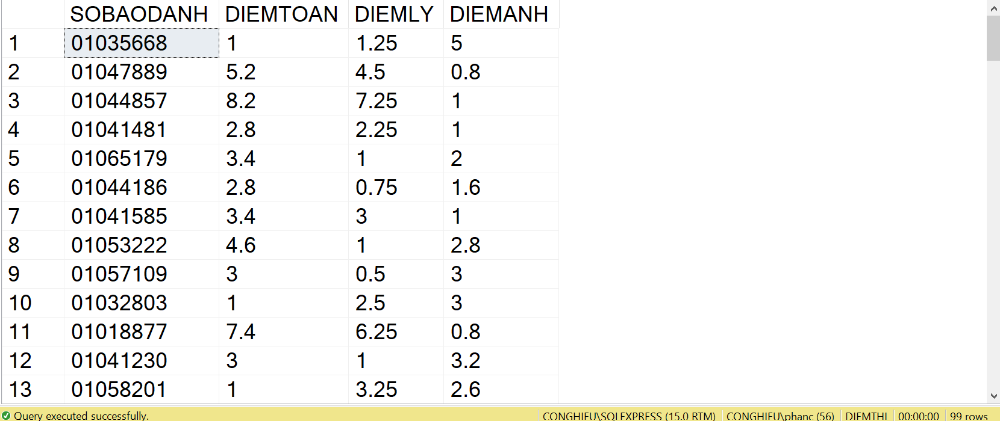 SOBAODANH DIEMTOAN DIEMLY DIEMANH
1 01035668 1 1.25 5
2 01047889 5.2 4.5 0.8
3 01044857 8.2 7.25 1
4 01041481 2.8 2.25 1
5 01065179 3.4 1 2
6 01044186 2.8 0.75 1.6
7 01041585 3.4 3 1
8 01053222 4.6 1 2.8
9 01057109 3 0.5 3
10 01032803 1 2.5 3
11 01018877 7.4 6.25 0.8
12 01041230 3 1 3.2
13 01058201 1 3.25 2.6
Query executed successfully. CONGHIEU\SQLEXPRESS (15.0 RTM) CONGHIEU\phanc (56) DIEMTHI 00:00:00 99 rows